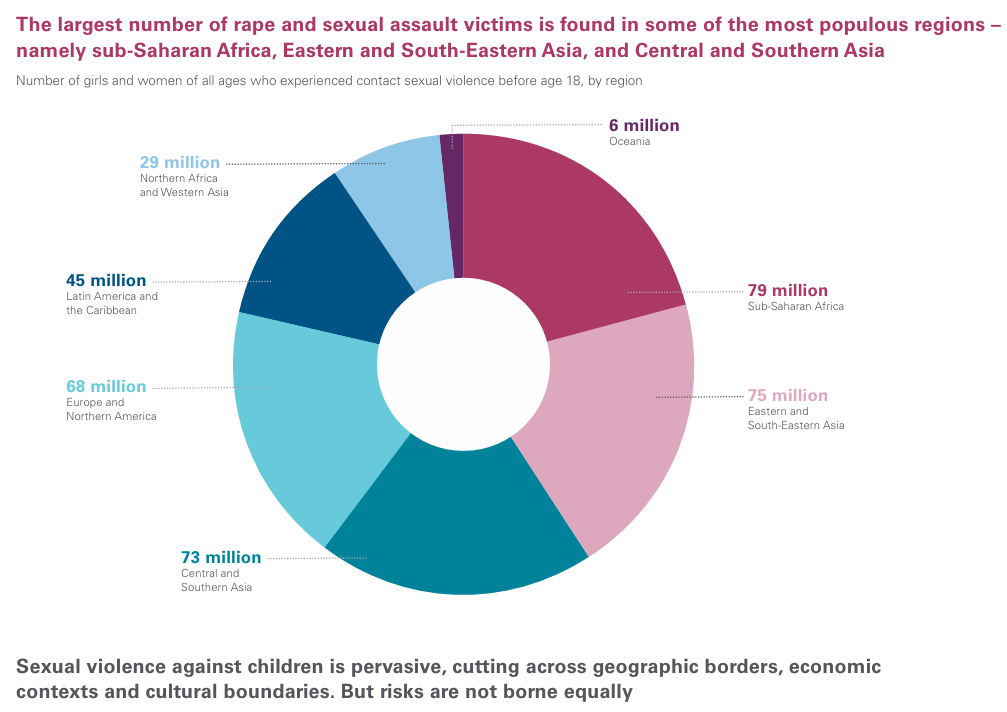 The largest number of rape and sexual assault victims is found in some of the most populous regions –
namely sub-Saharan Africa, Eastern and South-Eastern Asia, and Central and Southern Asia
Number of girls and women of all ages who experienced contact sexual violence before age 18, by region
6 million
Oceania
29 million
Northern Africa
and Western Asia
45 million
Latin America and
the Caribbean
79 million
Sub-Saharan Africa
68 million
Europe and
Northern America
75 million
Eastern and
South-Eastern Asia
73 million
Central and
Southern Asia
Sexual violence against children is pervasive, cutting across geographic borders, economic
contexts and cultural boundaries. But risks are not borne equally